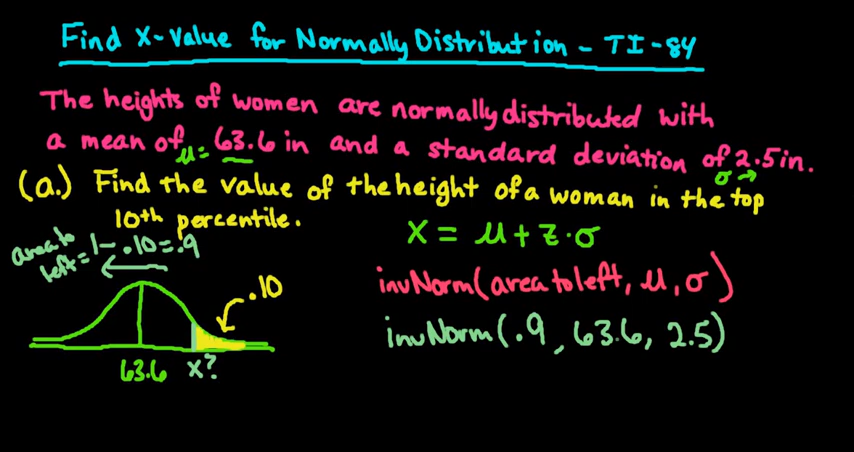 Find X-Value for Normally Distribution - TI-84
The heights of women are normally distributed with
a mean of 63.6 in and a standard deviation of 2.5 in.
μ=
σ →
(a.) Find the value of the height of a woman in the top
10th percentile.
area to
left = 1 - .10 = .9
X = μ + z · σ
.10
invNorm(area to left, μ, σ)
invNorm(.9, 63.6, 2.5)
63.6 x?